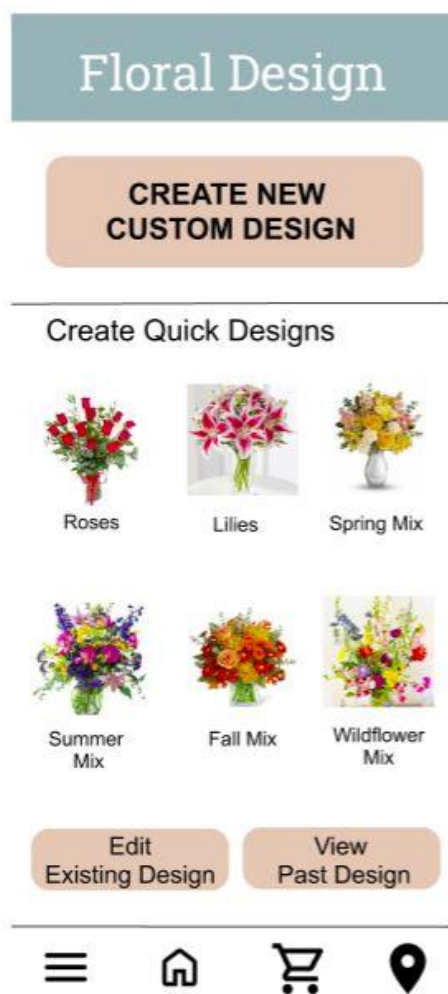 Floral Design
CREATE NEW
CUSTOM DESIGN
Create Quick Designs
Roses
Lilies
Spring Mix
Summer
Mix
Fall Mix
Wildflower
Mix
Edit
Existing Design
View
Past Design